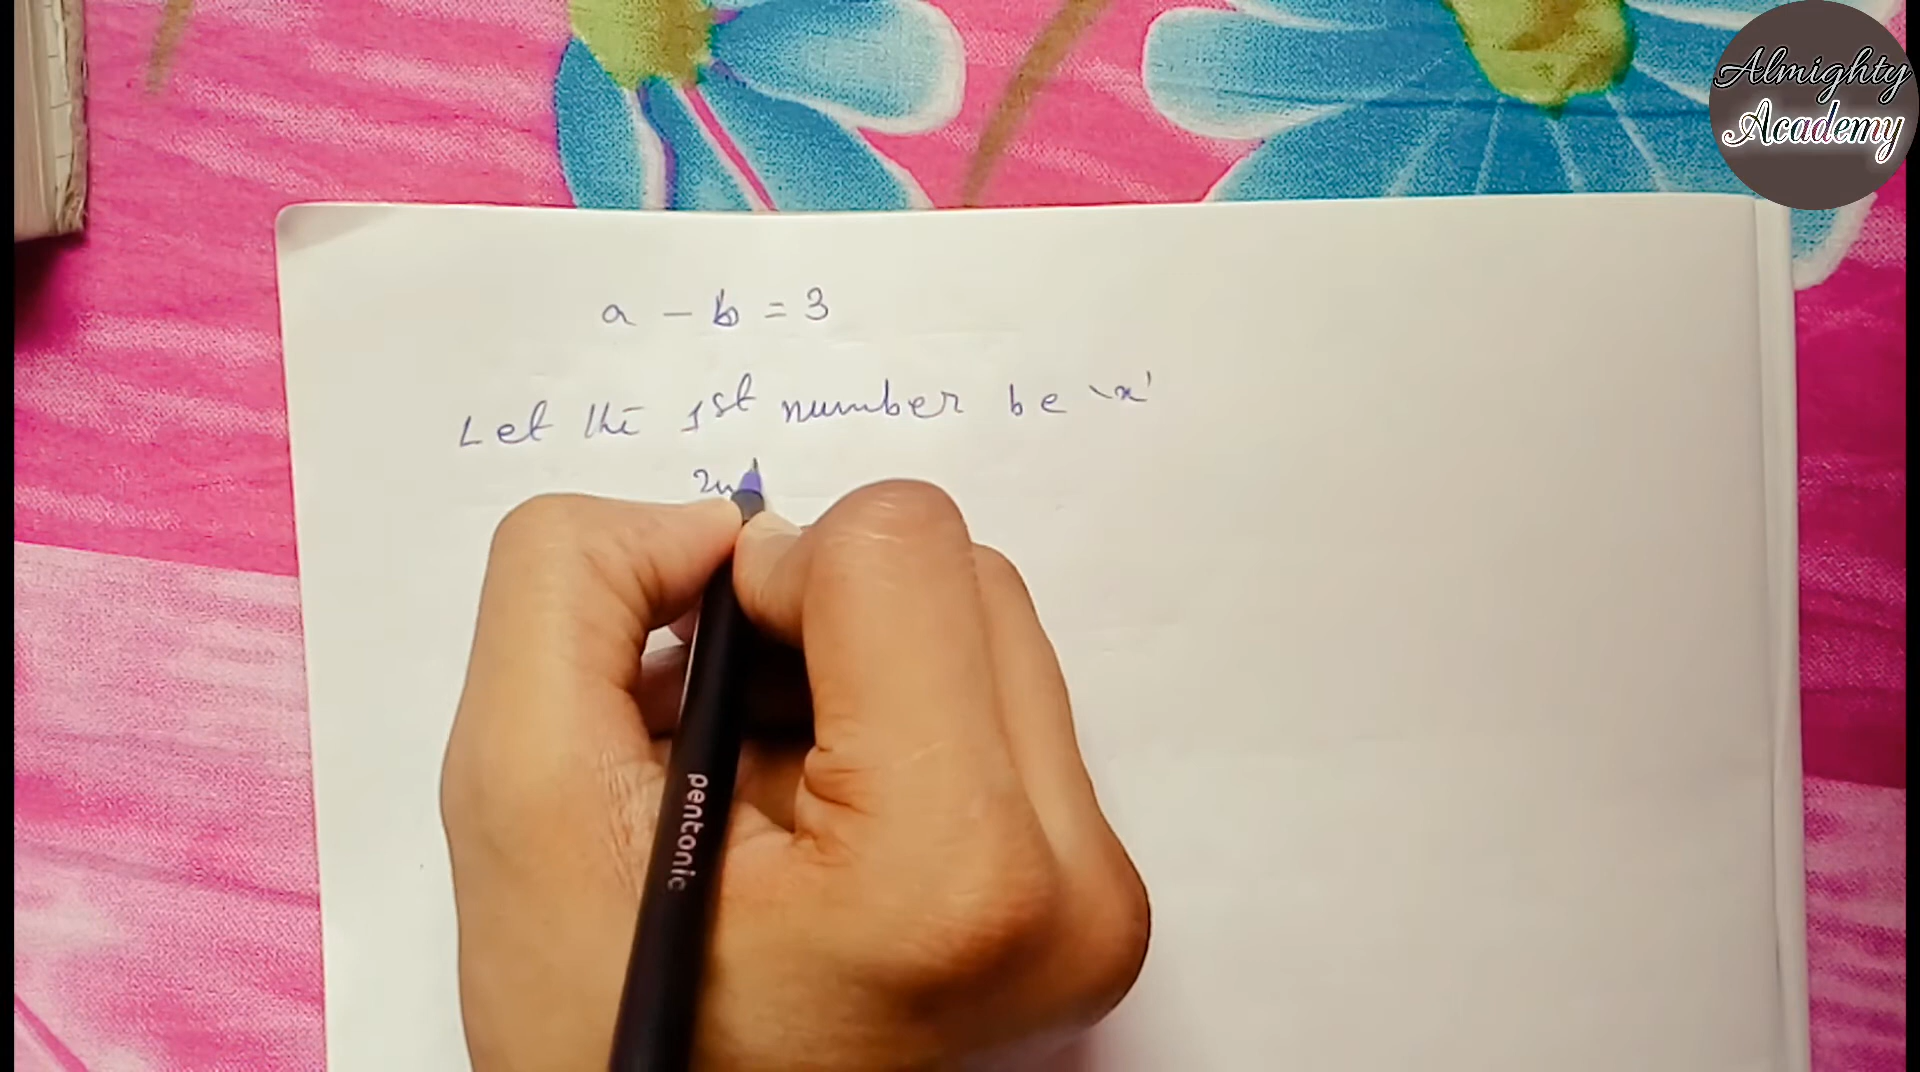 Almighty
Academy
a - b = 3
Let the 1st number be 'x'
pentonic